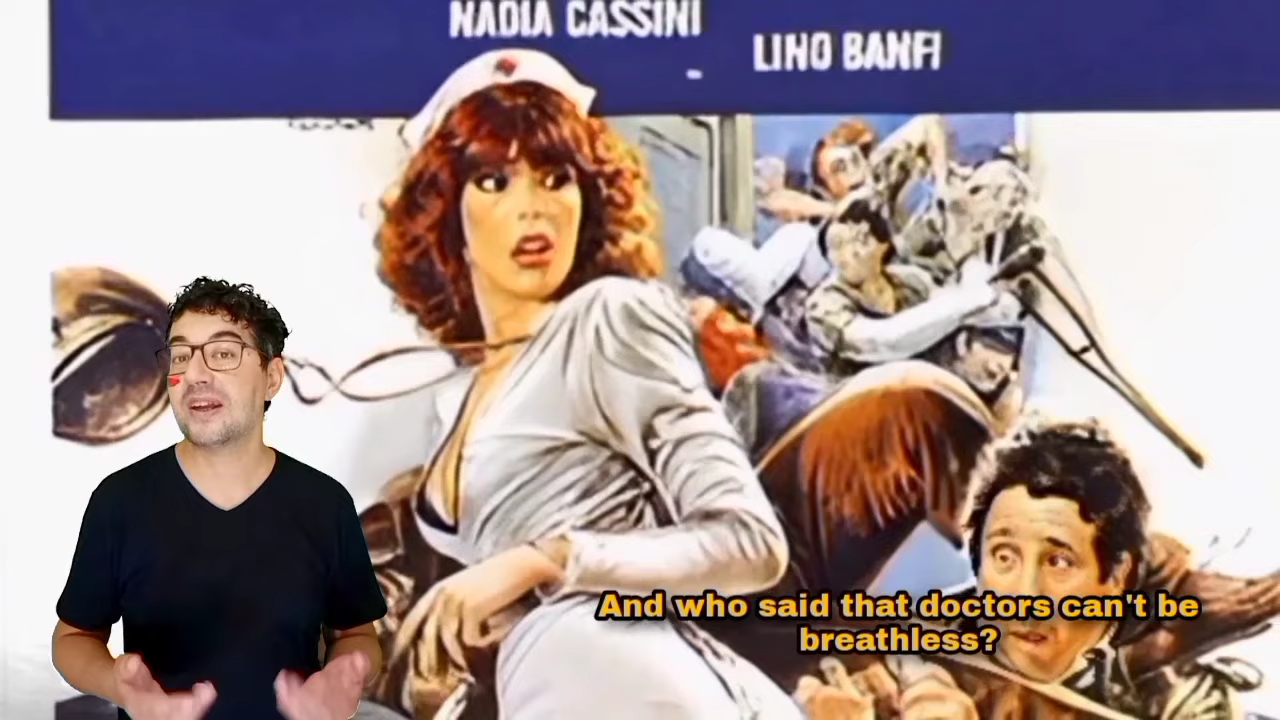 NADIA CASSINI
LINO BANFI
And who said that doctors can't be
breathless?